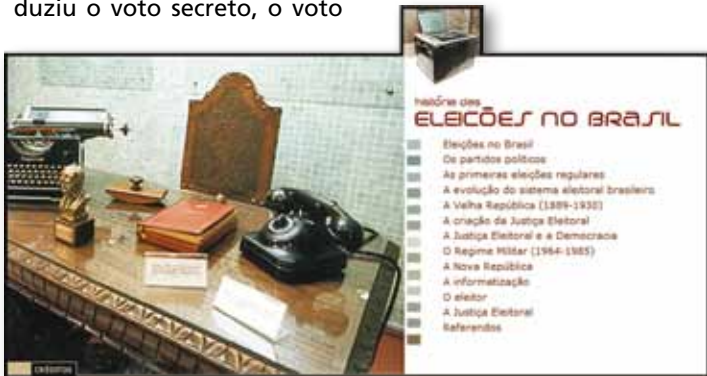 duziu o voto secreto, o voto
história das
ELEIÇÕES NO BRASIL
Eleições no Brasil
Os partidos políticos
As primeiras eleições regulares
A evolução do sistema eleitoral brasileiro
A Velha República (1889-1930)
A criação da Justiça Eleitoral
A Justiça Eleitoral e a Democracia
O Regime Militar (1964-1985)
A Nova República
A informatização
O eleitor
A Justiça Eleitoral
Referendos
créditos